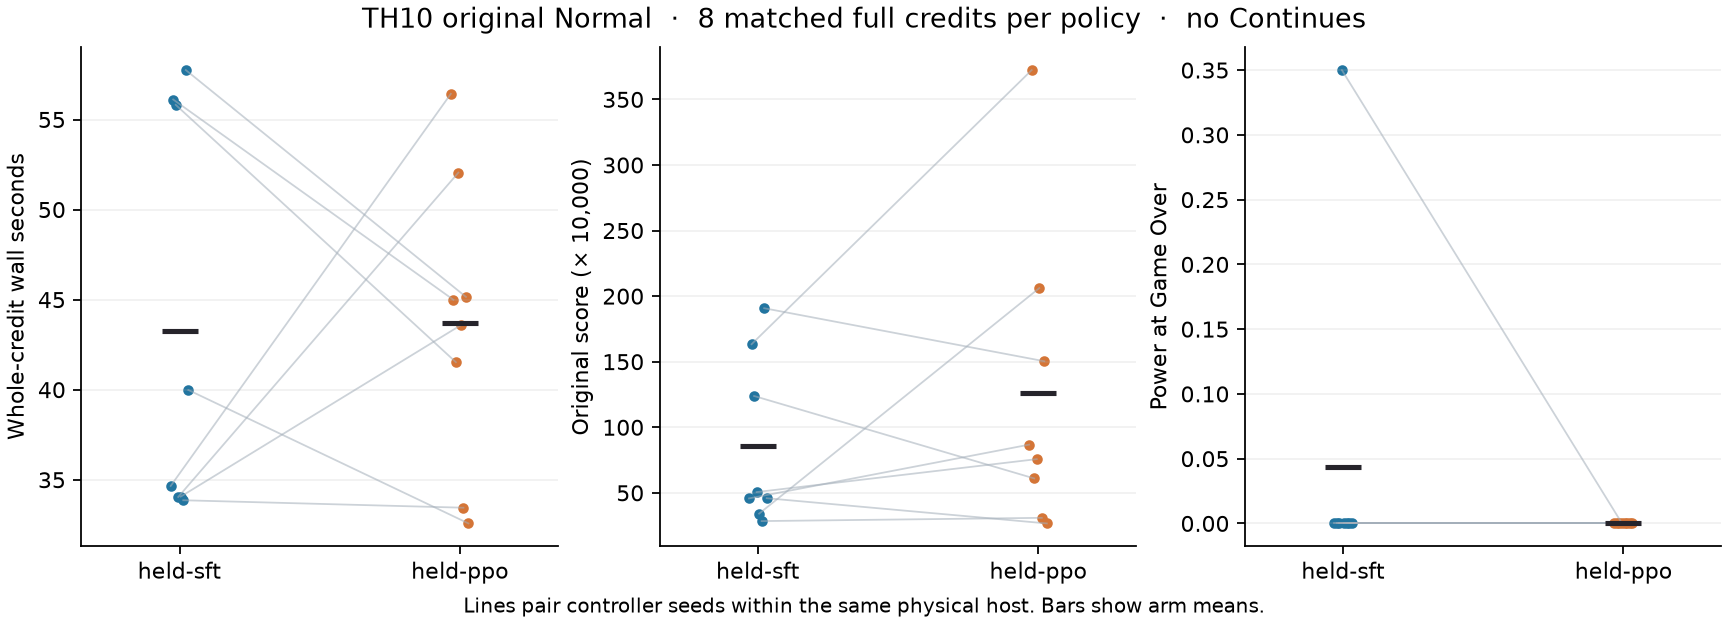 TH10 original Normal · 8 matched full credits per policy · no Continues
Whole-credit wall seconds
55
50
45
40
35
held-sft
held-ppo
Original score (× 10,000)
350
300
250
200
150
100
50
held-sft
held-ppo
Power at Game Over
0.35
0.30
0.25
0.20
0.15
0.10
0.05
0.00
held-sft
held-ppo
Lines pair controller seeds within the same physical host. Bars show arm means.